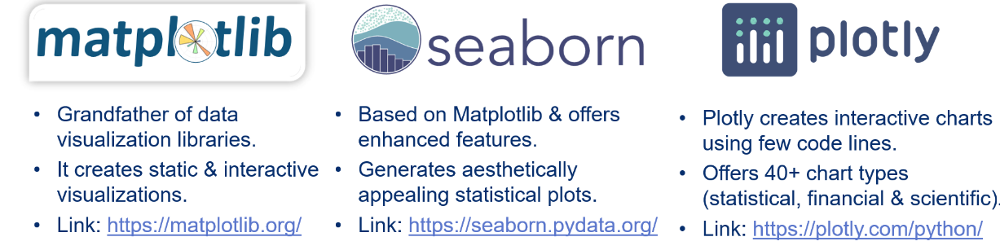 matplotlib
• Grandfather of data
visualization libraries.
• It creates static & interactive
visualizations.
• Link: https://matplotlib.org/
seaborn
• Based on Matplotlib & offers
enhanced features.
• Generates aesthetically
appealing statistical plots.
• Link: https://seaborn.pydata.org/
plotly
• Plotly creates interactive charts
using few code lines.
• Offers 40+ chart types
(statistical, financial & scientific).
• Link: https://plotly.com/python/